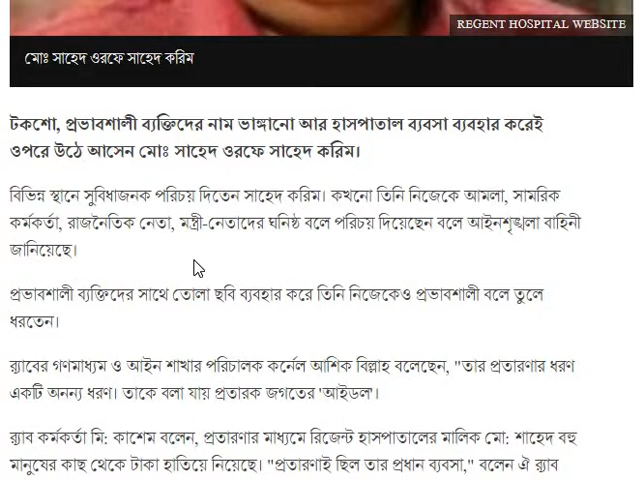 REGENT HOSPITAL WEBSITE
মোঃ সাহেদ ওরফে সাহেদ করিম
টকশো, প্রভাবশালী ব্যক্তিদের নাম ভাঙ্গানো আর হাসপাতাল ব্যবসা ব্যবহার করেই
ওপরে উঠে আসেন মোঃ সাহেদ ওরফে সাহেদ করিম।
বিভিন্ন স্থানে সুবিধাজনক পরিচয় দিতেন সাহেদ করিম। কখনো তিনি নিজেকে আমলা, সামরিক
কর্মকর্তা, রাজনৈতিক নেতা, মন্ত্রী-নেতাদের ঘনিষ্ঠ বলে পরিচয় দিয়েছেন বলে আইনশৃঙ্খলা বাহিনী
জানিয়েছে।
প্রভাবশালী ব্যক্তিদের সাথে তোলা ছবি ব্যবহার করে তিনি নিজেকেও প্রভাবশালী বলে তুলে
ধরতেন।
র‍্যাবের গণমাধ্যম ও আইন শাখার পরিচালক কর্নেল আশিক বিল্লাহ বলেছেন, "তার প্রতারণার ধরণ
একটি অনন্য ধরণ। তাকে বলা যায় প্রতারক জগতের 'আইডল'।
র‍্যাব কর্মকর্তা মি: কাশেম বলেন, প্রতারণার মাধ্যমে রিজেন্ট হাসপাতালের মালিক মো: শাহেদ বহু
মানুষের কাছ থেকে টাকা হাতিয়ে নিয়েছে। "প্রতারণাই ছিল তার প্রধান ব্যবসা," বলেন ঐ র‍্যাব